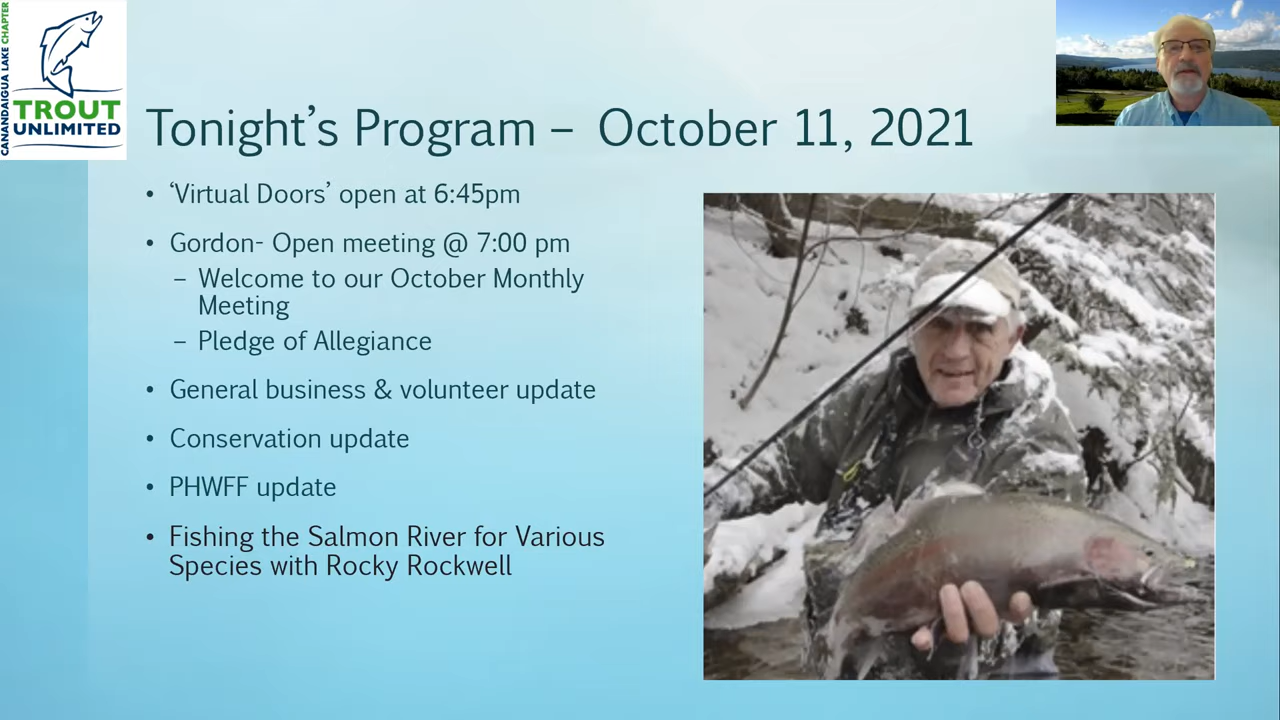 CANANDAIGUA LAKE CHAPTER
TROUT
UNLIMITED
Tonight's Program – October 11, 2021
• 'Virtual Doors' open at 6:45pm
• Gordon- Open meeting @ 7:00 pm
– Welcome to our October Monthly
Meeting
– Pledge of Allegiance
• General business & volunteer update
• Conservation update
• PHWFF update
• Fishing the Salmon River for Various
Species with Rocky Rockwell